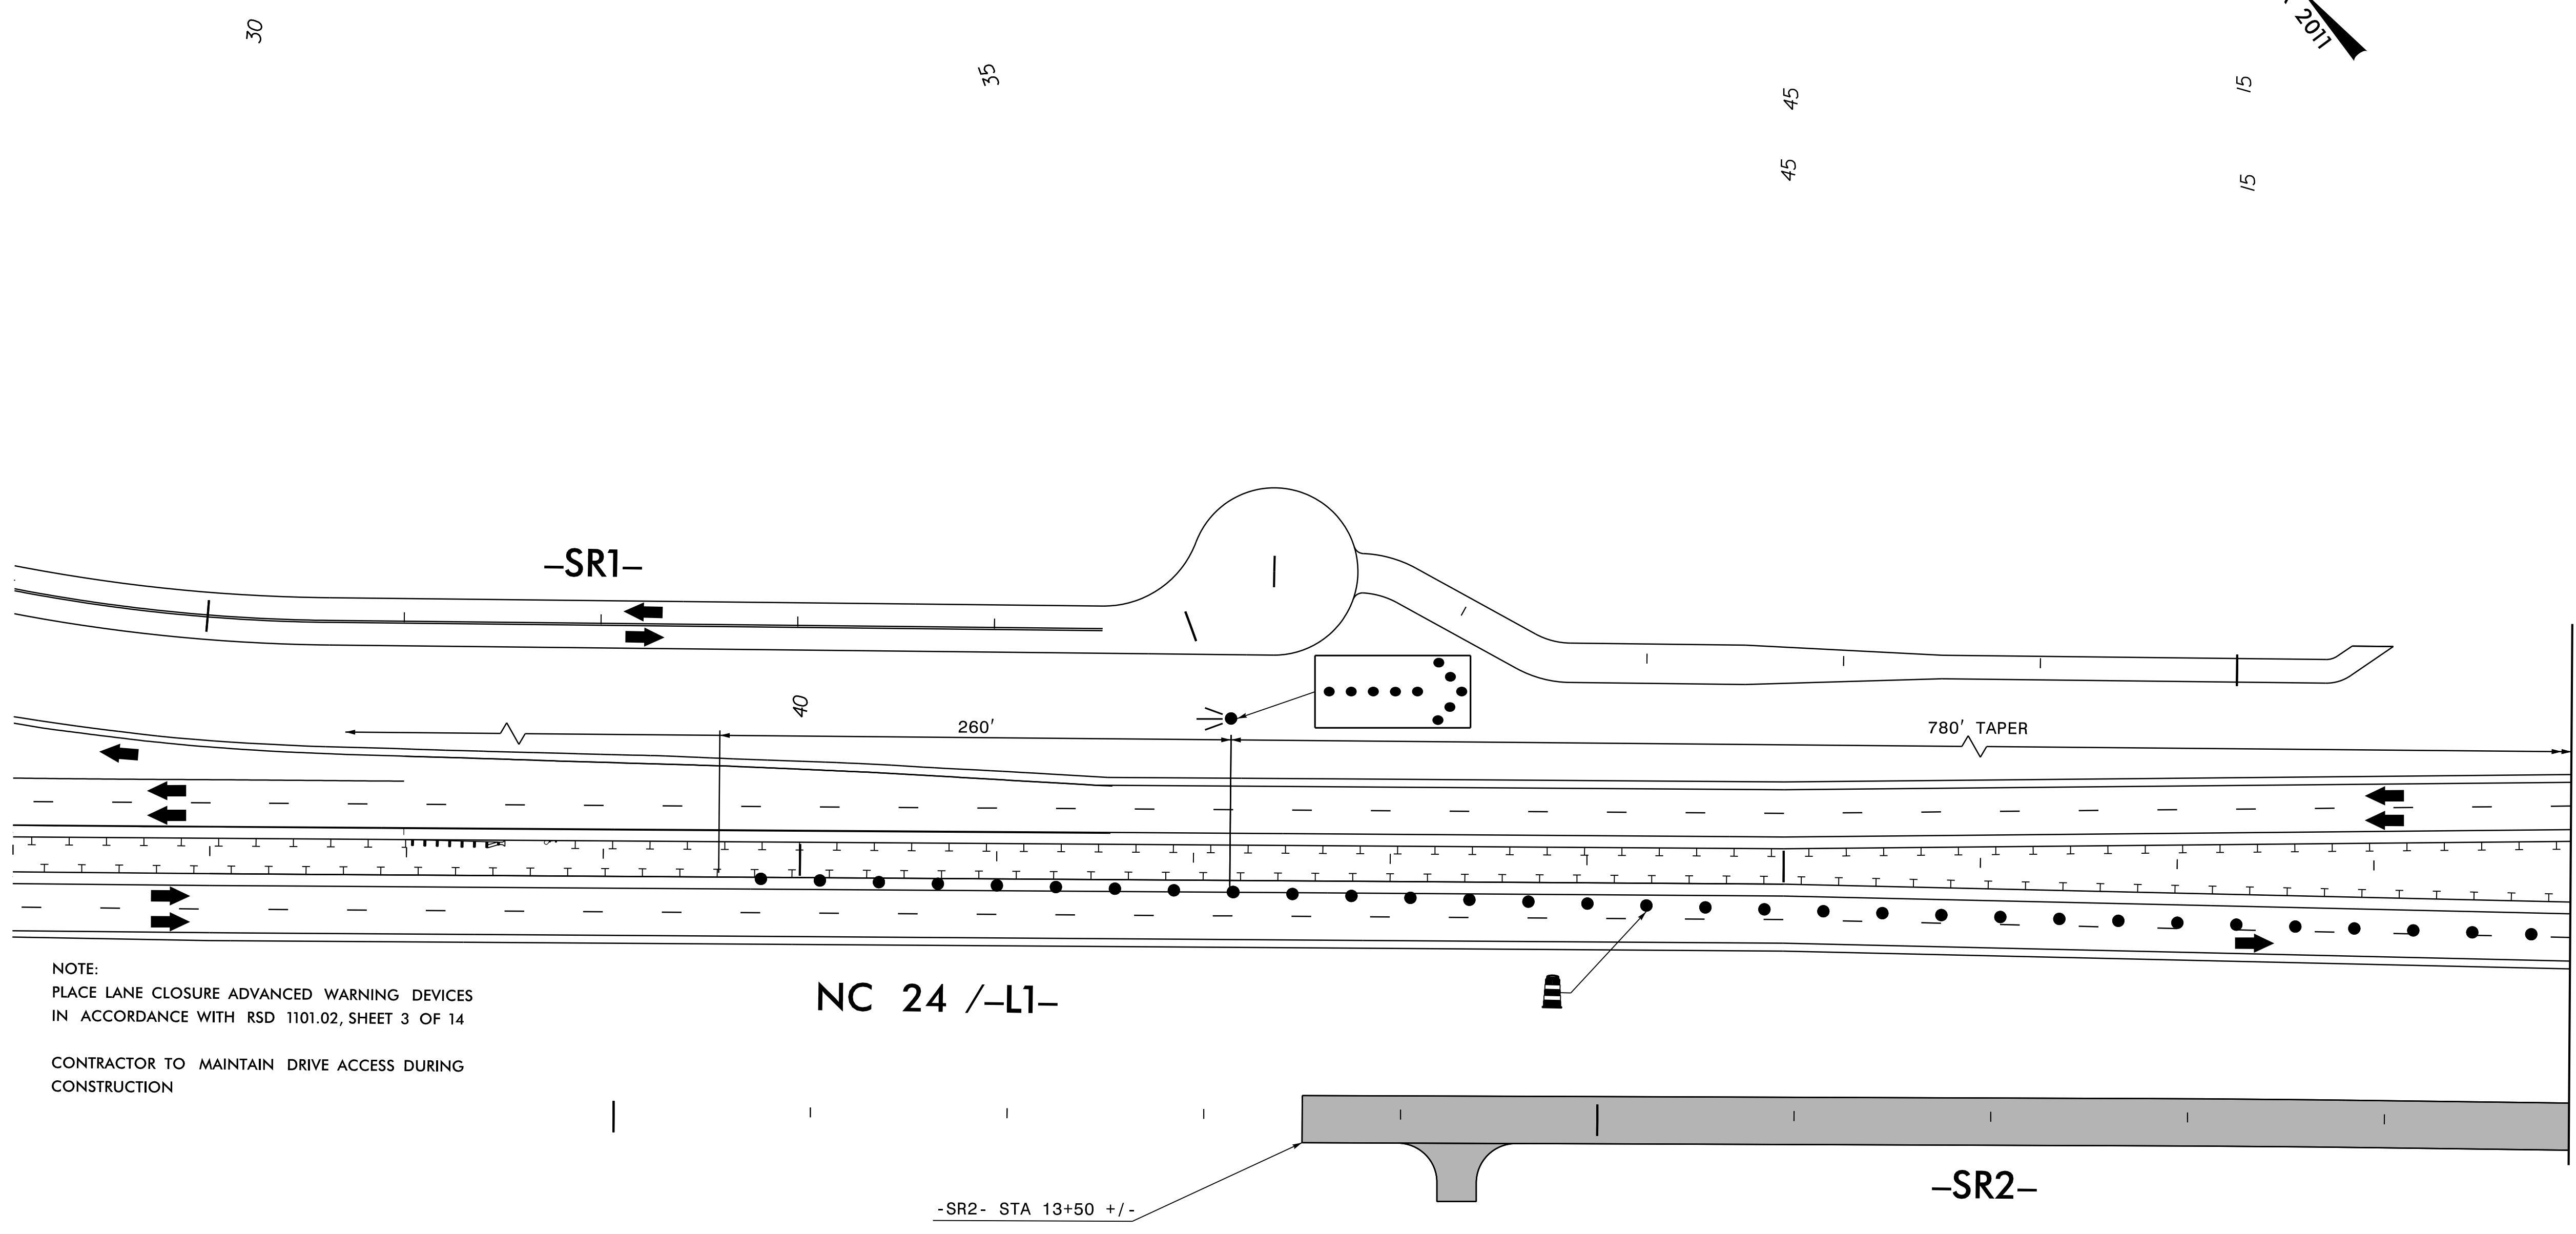 2011
30
35
45
15
45
15
–SR1–
40
260'
780' TAPER
NOTE:
PLACE LANE CLOSURE ADVANCED WARNING DEVICES
IN ACCORDANCE WITH RSD 1101.02, SHEET 3 OF 14
CONTRACTOR TO MAINTAIN DRIVE ACCESS DURING
CONSTRUCTION
NC 24 /–L1–
–SR2–
-SR2- STA 13+50 +/-